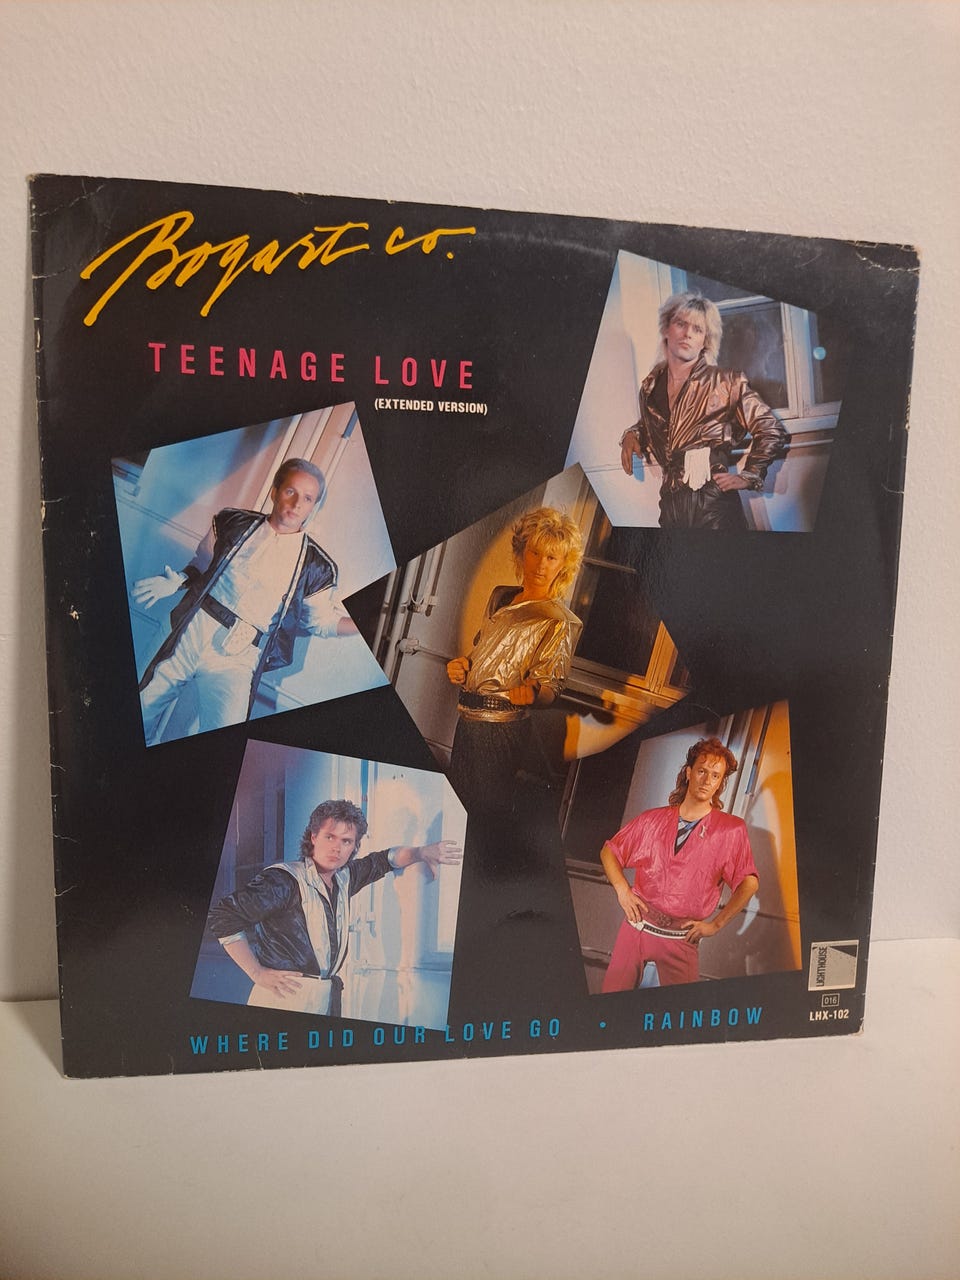 Bogart co.
TEENAGE LOVE
(EXTENDED VERSION)
LIGHTHOUSE
016
LHX-102
WHERE DID OUR LOVE GO • RAINBOW